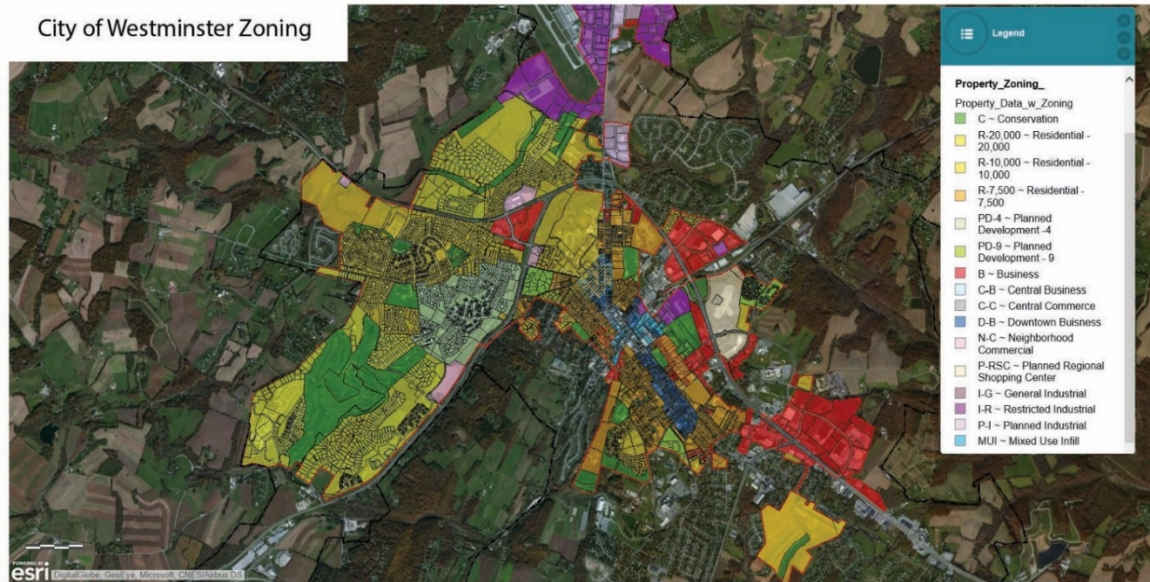 City of Westminster Zoning
Legend
Property_Zoning_
Property_Data_w_Zoning
C ~ Conservation
R-20,000 ~ Residential -
20,000
R-10,000 ~ Residential -
10,000
R-7,500 ~ Residential -
7,500
PD-4 ~ Planned
Development -4
PD-9 ~ Planned
Development - 9
B ~ Business
C-B ~ Central Business
C-C ~ Central Commerce
D-B ~ Downtown Buisness
N-C ~ Neighborhood
Commercial
P-RSC ~ Planned Regional
Shopping Center
I-G ~ General Industrial
I-R ~ Restricted Industrial
P-I ~ Planned Industrial
MUI ~ Mixed Use Infill
POWERED BY
esri
DigitalGlobe, GeoEye, Microsoft, CNES/Airbus DS